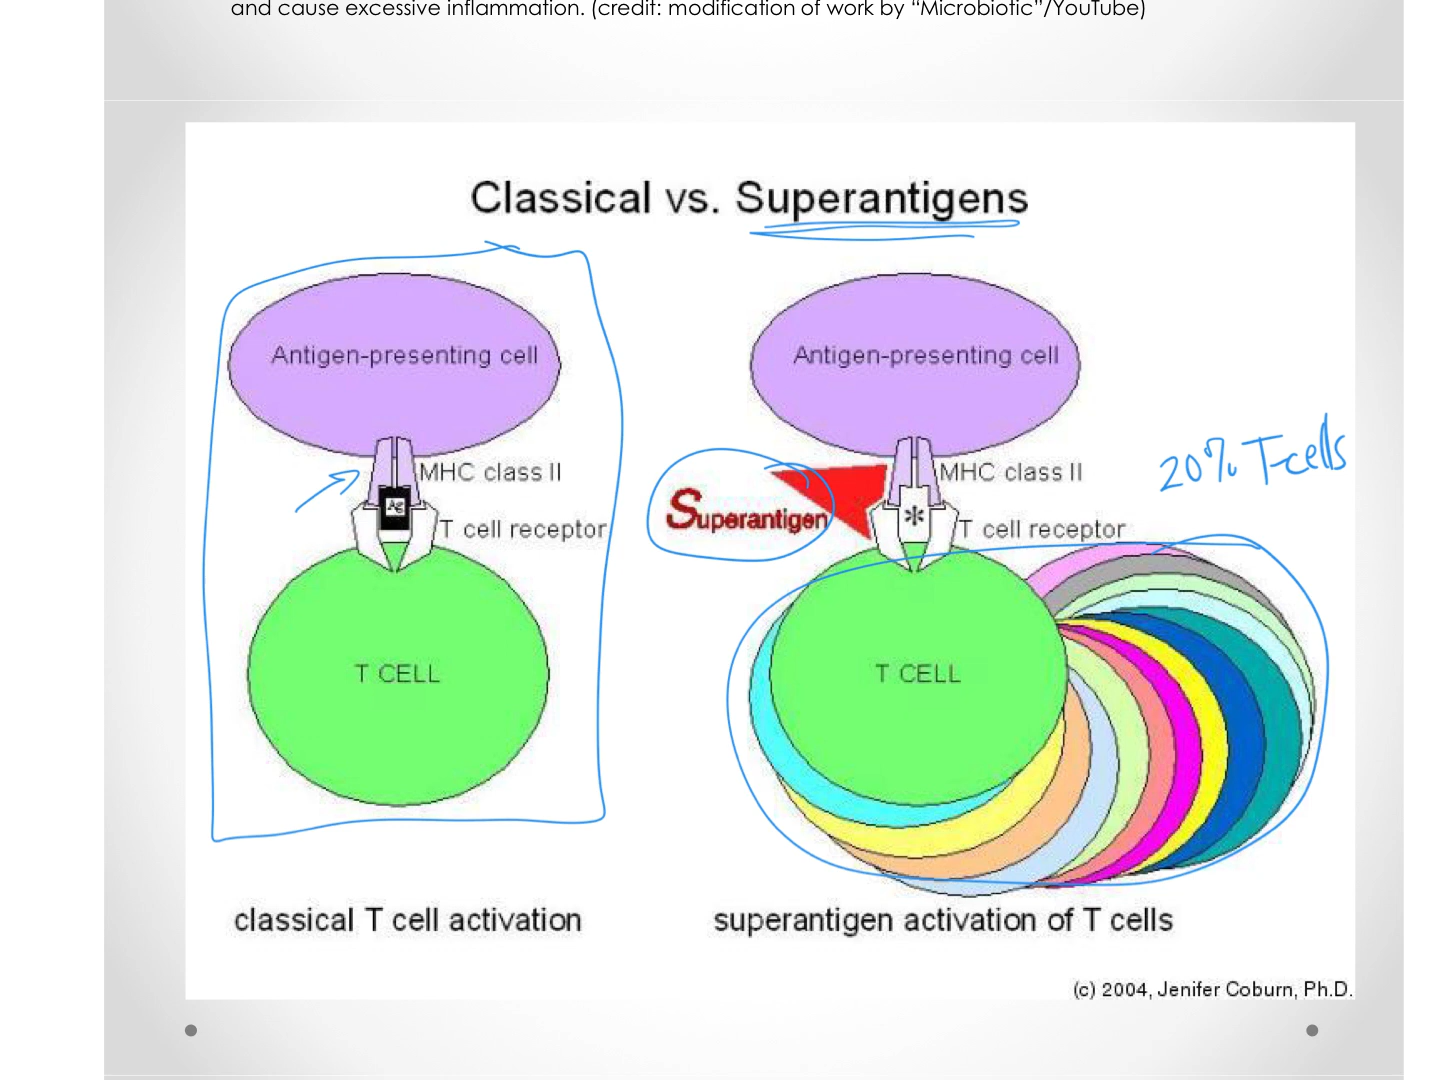 and cause excessive inflammation. (credit: modification of work by “Microbiotic”/YouTube)
Classical vs. Superantigens
Antigen-presenting cell
MHC class II
Ag
T cell receptor
T CELL
classical T cell activation
Antigen-presenting cell
MHC class II
Superantigen
*
T cell receptor
20% T-cells
T CELL
superantigen activation of T cells
(c) 2004, Jenifer Coburn, Ph.D.